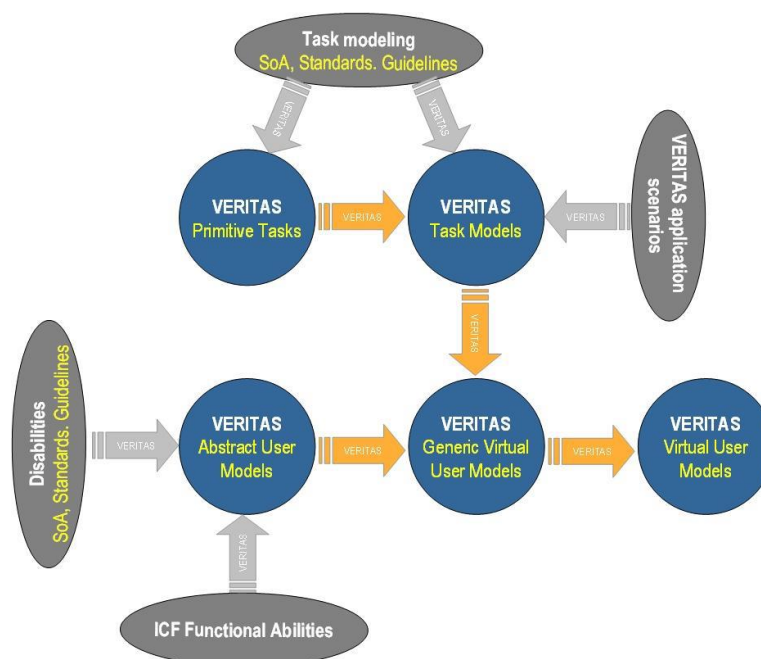 Task modeling
SoA, Standards. Guidelines
VERITAS
VERITAS
VERITAS
Primitive Tasks
VERITAS
VERITAS
Task Models
VERITAS
VERITAS application
scenarios
VERITAS
Disabilities
SoA, Standards. Guidelines
VERITAS
VERITAS
Abstract User
Models
VERITAS
VERITAS
Generic Virtual
User Models
VERITAS
VERITAS
Virtual User
Models
VERITAS
ICF Functional Abilities